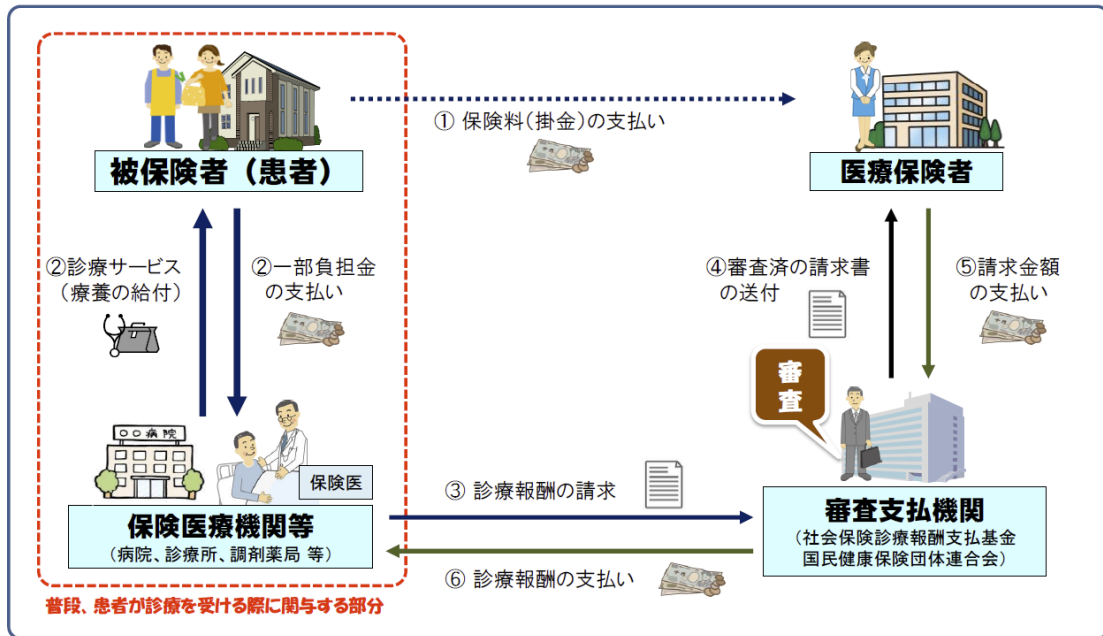 ① 保険料(掛金)の支払い
被保険者（患者）
医療保険者
②診療サービス
（療養の給付）
②一部負担金
の支払い
④審査済の請求書
の送付
⑤請求金額
の支払い
審査
〇〇病院
保険医
保険医療機関等
（病院、診療所、調剤薬局 等）
③ 診療報酬の請求
審査支払機関
（社会保険診療報酬支払基金
国民健康保険団体連合会）
⑥ 診療報酬の支払い
普段、患者が診療を受ける際に関与する部分